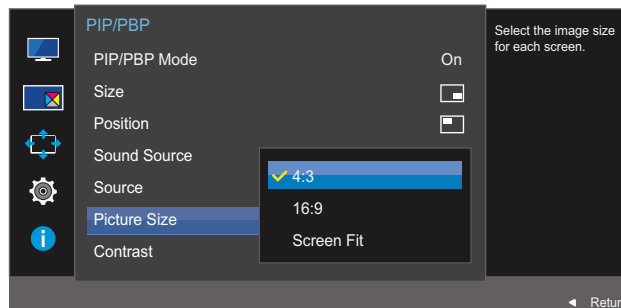 PIP/PBP
Select the image size
for each screen.
PIP/PBP Mode On
Size
Position
Sound Source
Source
4:3
16:9
Picture Size
Screen Fit
Contrast
Retur